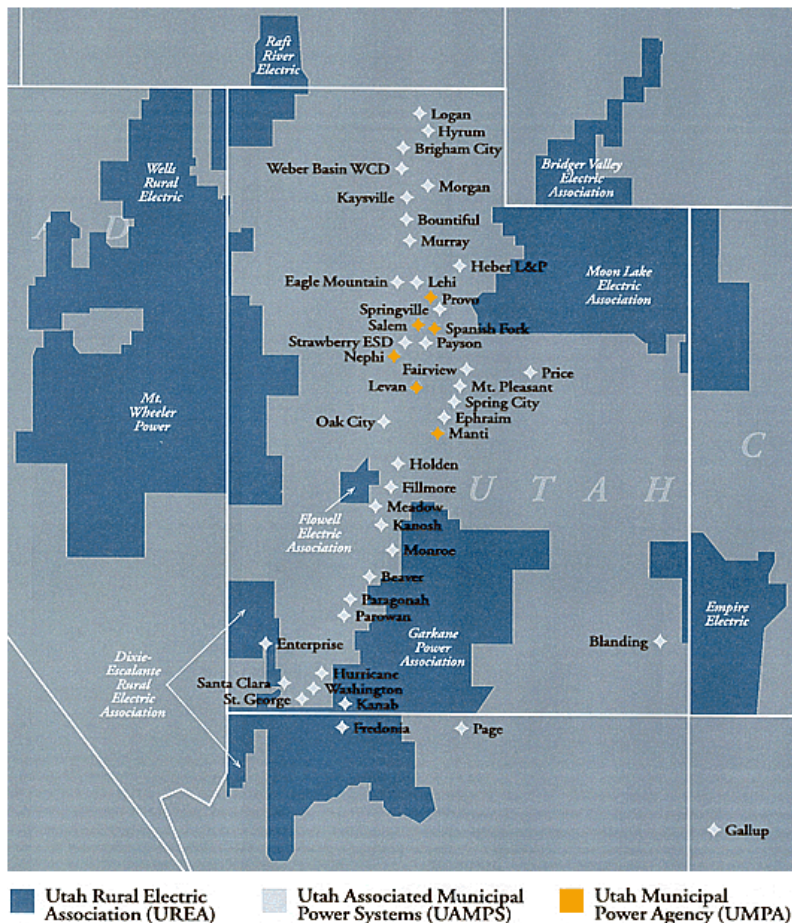 Raft
River
Electric
Logan
Hyrum
Brigham City
Wells
Rural
Electric
Weber Basin WCD
Bridger Valley
Electric
Association
Morgan
Kaysville
Bountiful
A D
Murray
Heber L&P
Moon Lake
Electric
Association
Eagle Mountain
Lehi
Provo
Springville
Salem
Spanish Fork
Strawberry ESD
Payson
Nephi
Fairview
Price
Levan
Mt. Pleasant
Mt.
Wheeler
Power
Spring City
Oak City
Ephraim
Manti
C
Holden
Fillmore
U T A H
Meadow
Flowell
Electric
Association
Kanosh
Monroe
Beaver
Paragonah
Parowan
Empire
Electric
Garkane
Power
Association
Enterprise
Blanding
Dixie-
Escalante
Rural
Electric
Association
Hurricane
Santa Clara
Washington
St. George
Kanab
Fredonia
Page
Gallup
Utah Rural Electric
Association (UREA)
Utah Associated Municipal
Power Systems (UAMPS)
Utah Municipal
Power Agency (UMPA)